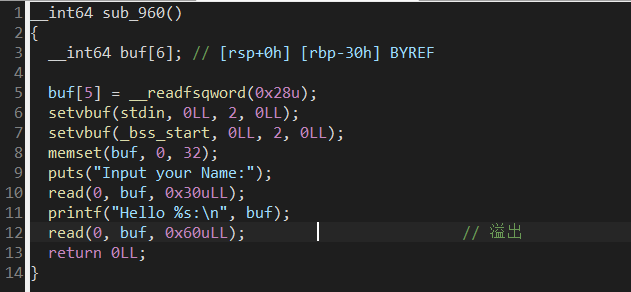 1 __int64 sub_960()
2 {
3 __int64 buf[6]; // [rsp+0h] [rbp-30h] BYREF
4
5 buf[5] = __readfsqword(0x28u);
6 setvbuf(stdin, 0LL, 2, 0LL);
7 setvbuf(_bss_start, 0LL, 2, 0LL);
8 memset(buf, 0, 32);
9 puts("Input your Name:");
10 read(0, buf, 0x30uLL);
11 printf("Hello %s:\n", buf);
12 read(0, buf, 0x60uLL); // 溢出
13 return 0LL;
14 }